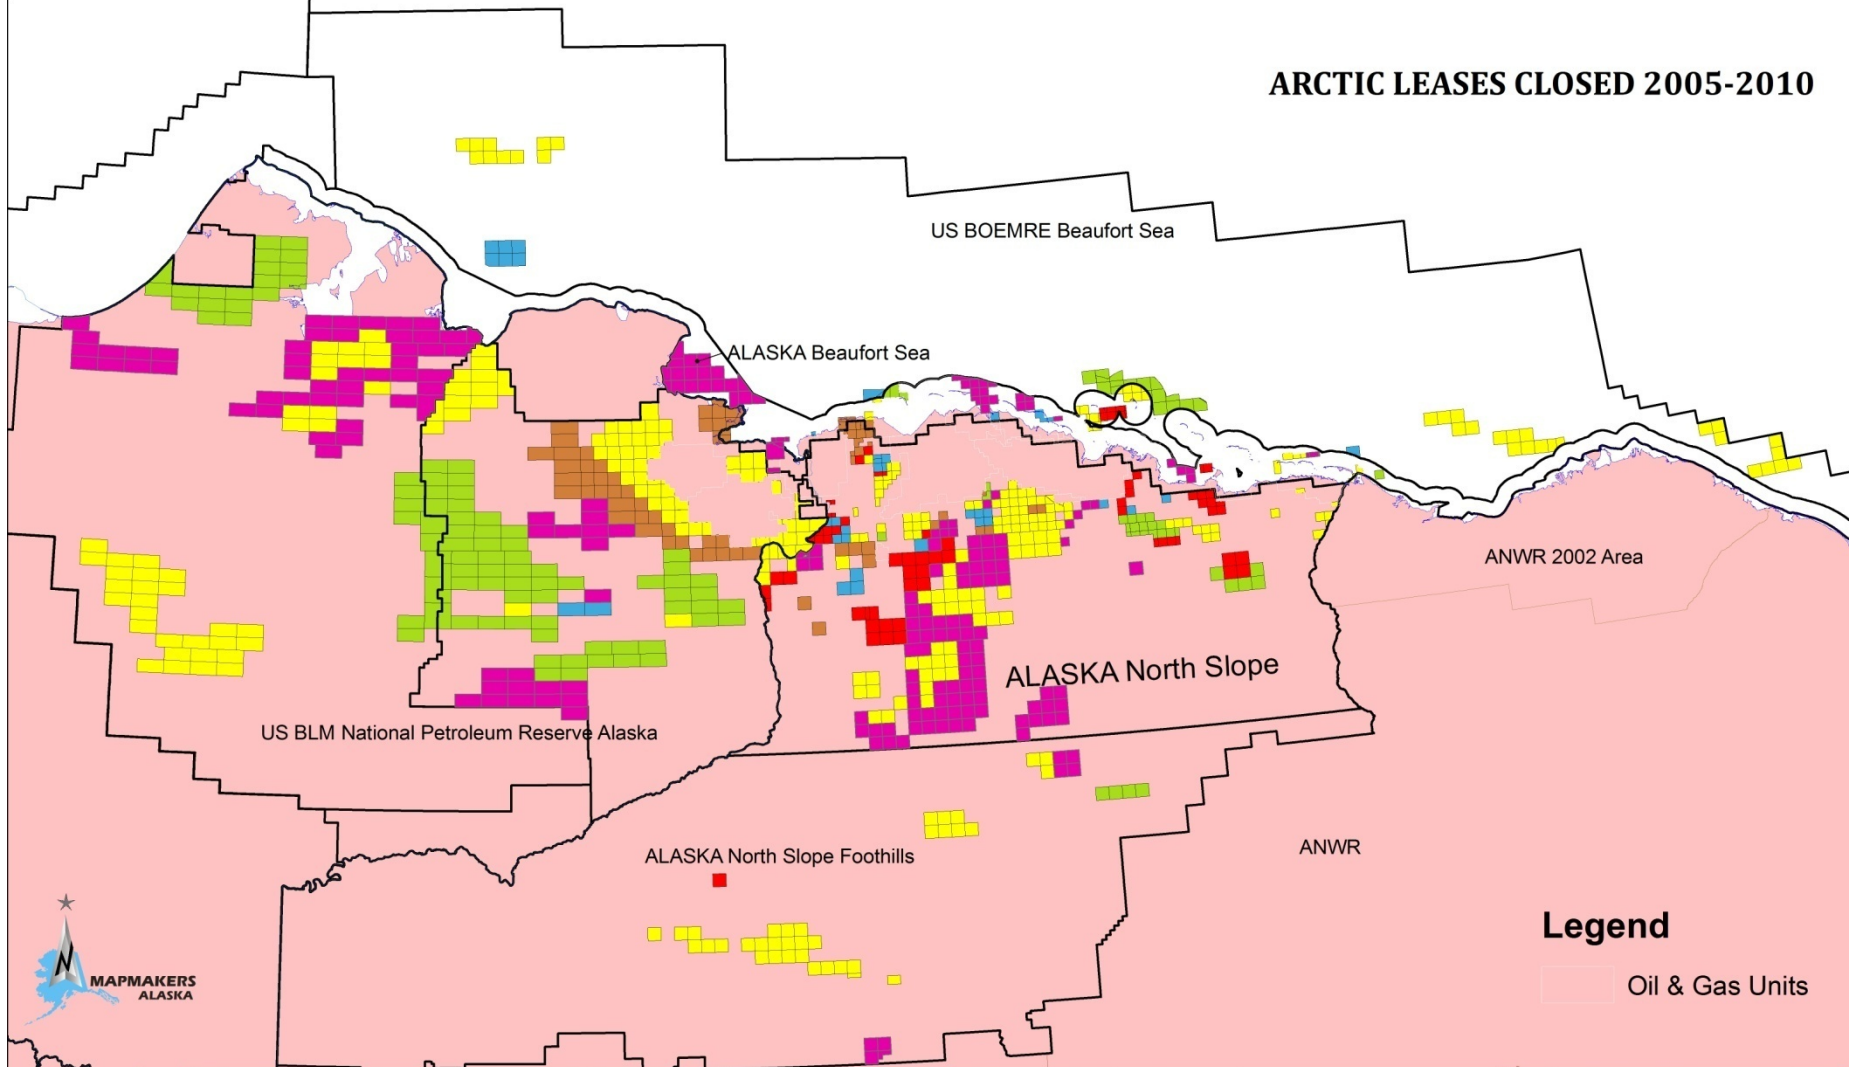 ARCTIC LEASES CLOSED 2005-2010
US BOEMRE Beaufort Sea
ALASKA Beaufort Sea
ANWR 2002 Area
ALASKA North Slope
US BLM National Petroleum Reserve Alaska
ALASKA North Slope Foothills
ANWR
Legend
Oil & Gas Units
N
MAPMAKERS
ALASKA